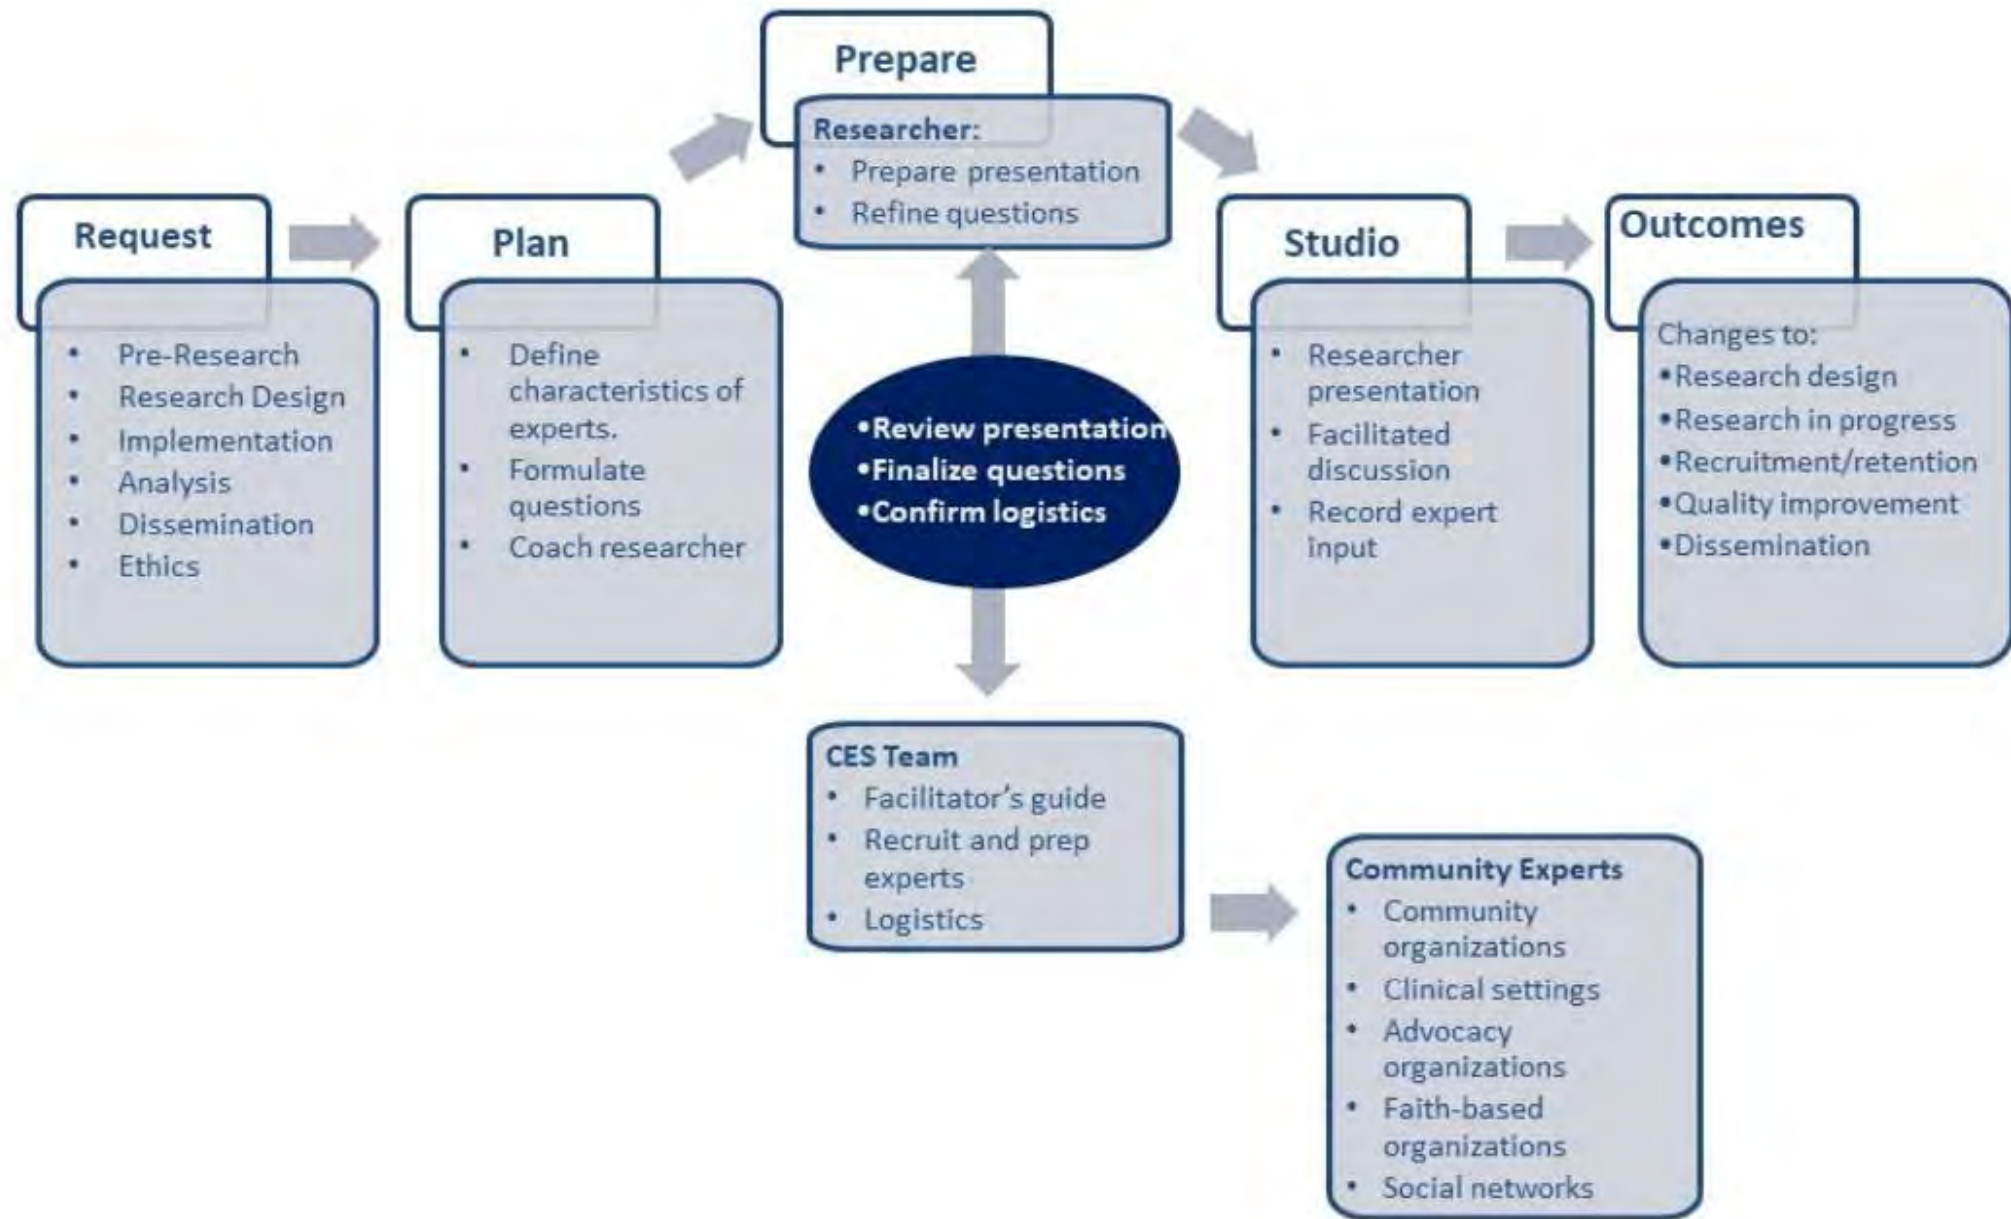 Prepare
Researcher:
• Prepare presentation
• Refine questions
Request
• Pre-Research
• Research Design
• Implementation
• Analysis
• Dissemination
• Ethics
Plan
• Define
characteristics of
experts.
• Formulate
questions
• Coach researcher
•Review presentation
•Finalize questions
•Confirm logistics
Studio
• Researcher
presentation
• Facilitated
discussion
• Record expert
input
Outcomes
Changes to:
•Research design
•Research in progress
•Recruitment/retention
•Quality improvement
•Dissemination
CES Team
• Facilitator’s guide
• Recruit and prep
experts
• Logistics
Community Experts
• Community
organizations
• Clinical settings
• Advocacy
organizations
• Faith-based
organizations
• Social networks